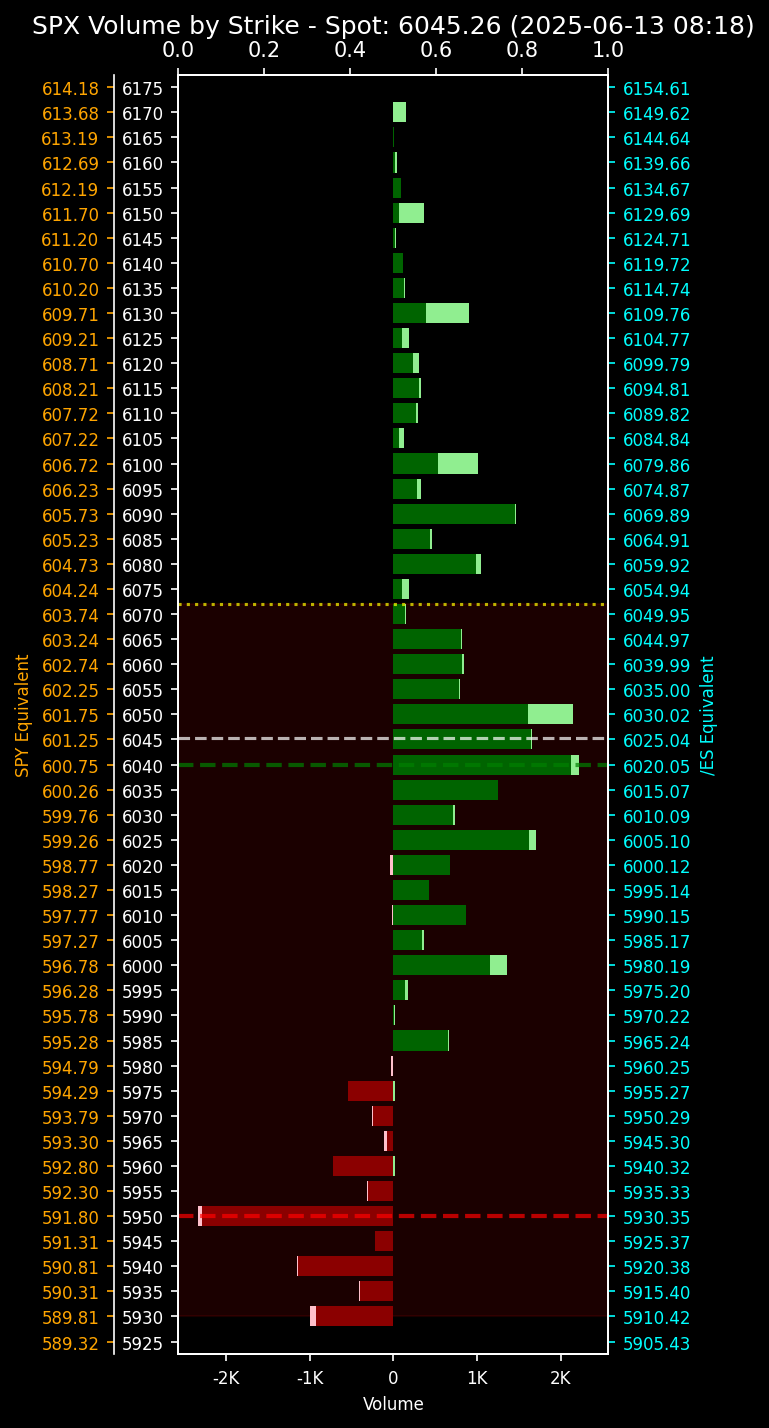 SPX Volume by Strike - Spot: 6045.26 (2025-06-13 08:18)
0.0 0.2 0.4 0.6 0.8 1.0
614.18 6175 6154.61
613.68 6170 6149.62
613.19 6165 6144.64
612.69 6160 6139.66
612.19 6155 6134.67
611.70 6150 6129.69
611.20 6145 6124.71
610.70 6140 6119.72
610.20 6135 6114.74
609.71 6130 6109.76
609.21 6125 6104.77
608.71 6120 6099.79
608.21 6115 6094.81
607.72 6110 6089.82
607.22 6105 6084.84
606.72 6100 6079.86
606.23 6095 6074.87
605.73 6090 6069.89
605.23 6085 6064.91
604.73 6080 6059.92
604.24 6075 6054.94
603.74 6070 6049.95
603.24 6065 6044.97
602.74 6060 6039.99
602.25 6055 6035.00
601.75 6050 6030.02
601.25 6045 6025.04
600.75 6040 6020.05
600.26 6035 6015.07
599.76 6030 6010.09
599.26 6025 6005.10
598.77 6020 6000.12
598.27 6015 5995.14
597.77 6010 5990.15
597.27 6005 5985.17
596.78 6000 5980.19
596.28 5995 5975.20
595.78 5990 5970.22
595.28 5985 5965.24
594.79 5980 5960.25
594.29 5975 5955.27
593.79 5970 5950.29
593.30 5965 5945.30
592.80 5960 5940.32
592.30 5955 5935.33
591.80 5950 5930.35
591.31 5945 5925.37
590.81 5940 5920.38
590.31 5935 5915.40
589.81 5930 5910.42
589.32 5925 5905.43
SPY Equivalent
/ES Equivalent
-2K -1K 0 1K 2K
Volume